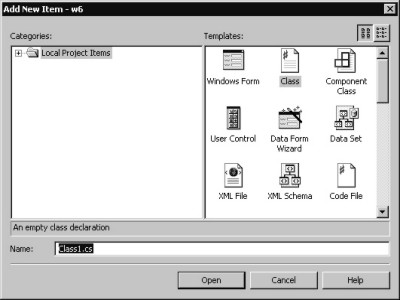 Add New Item - w6
Categories:
Templates:
Local Project Items
Windows Form
Class
Component Class
User Control
Data Form Wizard
Data Set
XML File
XML Schema
Code File
An empty class declaration
Name:
Class1.cs
Open
Cancel
Help